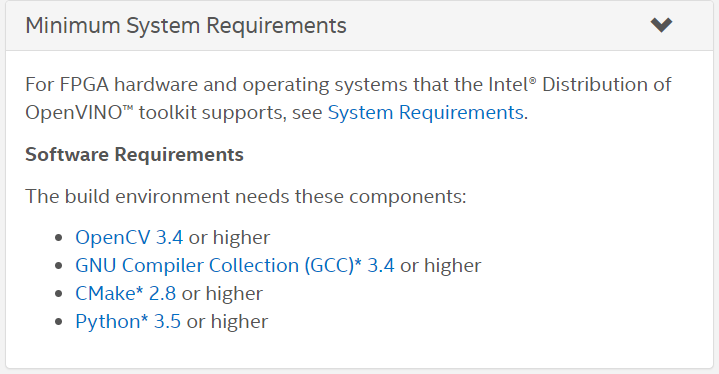 Minimum System Requirements
For FPGA hardware and operating systems that the Intel® Distribution of
OpenVINO™ toolkit supports, see System Requirements.
Software Requirements
The build environment needs these components:
• OpenCV 3.4 or higher
• GNU Compiler Collection (GCC)* 3.4 or higher
• CMake* 2.8 or higher
• Python* 3.5 or higher